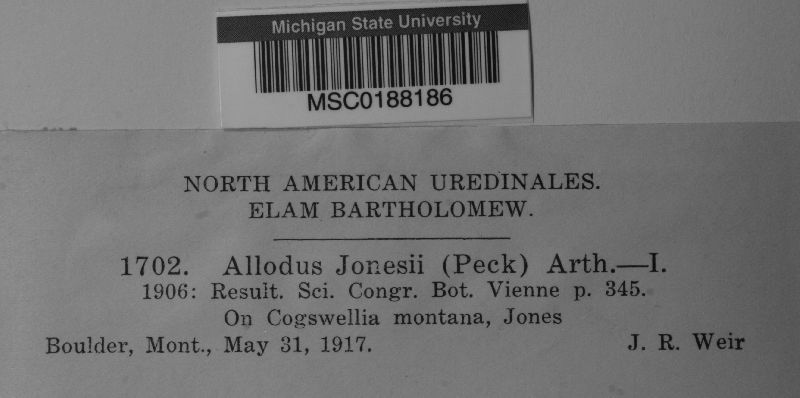 Michigan State University
MSC0188186
NORTH AMERICAN UREDINALES.
ELAM BARTHOLOMEW.
1702. Allodus Jonesii (Peck) Arth.—I.
1906: Result. Sci. Congr. Bot. Vienne p. 345.
On Cogswellia montana, Jones
Boulder, Mont., May 31, 1917. J. R. Weir